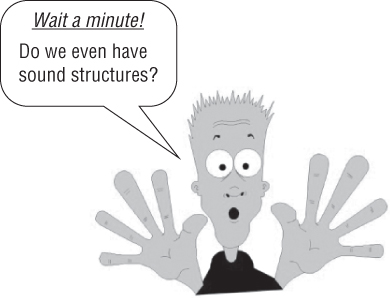 Wait a minute!
Do we even have
sound structures?